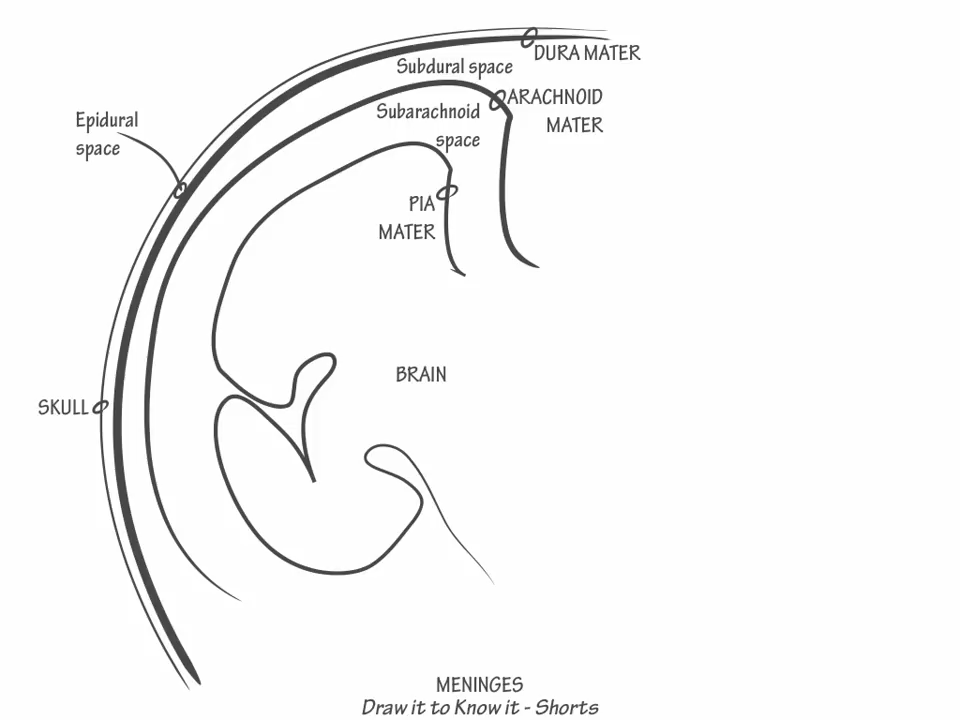 DURA MATER
Subdural space
ARACHNOID
MATER
Subarachnoid
space
Epidural
space
PIA
MATER
BRAIN
SKULL
MENINGES
Draw it to Know it - Shorts